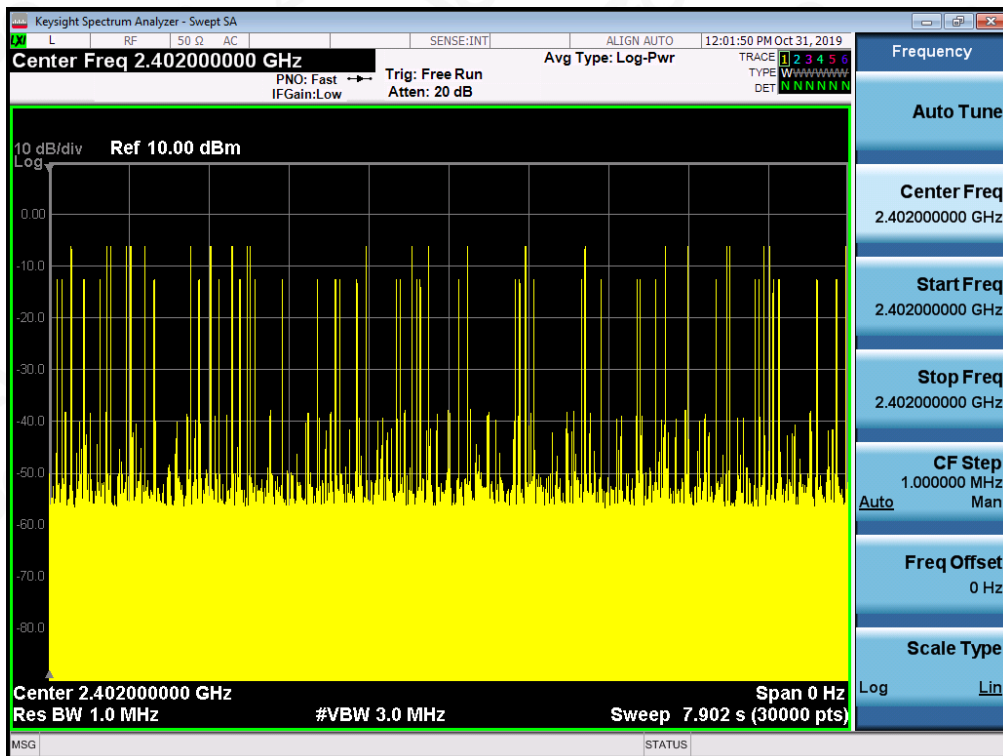 Keysight Spectrum Analyzer - Swept SA
LXI L RF 50 Ω AC SENSE:INT ALIGN AUTO 12:01:50 PM Oct 31, 2019
Center Freq 2.402000000 GHz
PNO: Fast
IFGain:Low
Trig: Free Run
Atten: 20 dB
Avg Type: Log-Pwr
TRACE 1 2 3 4 5 6
TYPE WWWWWW
DET N N N N N N
10 dB/div Ref 10.00 dBm
Log
0.00
-10.0
-20.0
-30.0
-40.0
-50.0
-60.0
-70.0
-80.0
Center 2.402000000 GHz Span 0 Hz
Res BW 1.0 MHz #VBW 3.0 MHz Sweep 7.902 s (30000 pts)
MSG STATUS
Frequency
Auto Tune
Center Freq
2.402000000 GHz
Start Freq
2.402000000 GHz
Stop Freq
2.402000000 GHz
CF Step
1.000000 MHz
Auto Man
Freq Offset
0 Hz
Scale Type
Log Lin